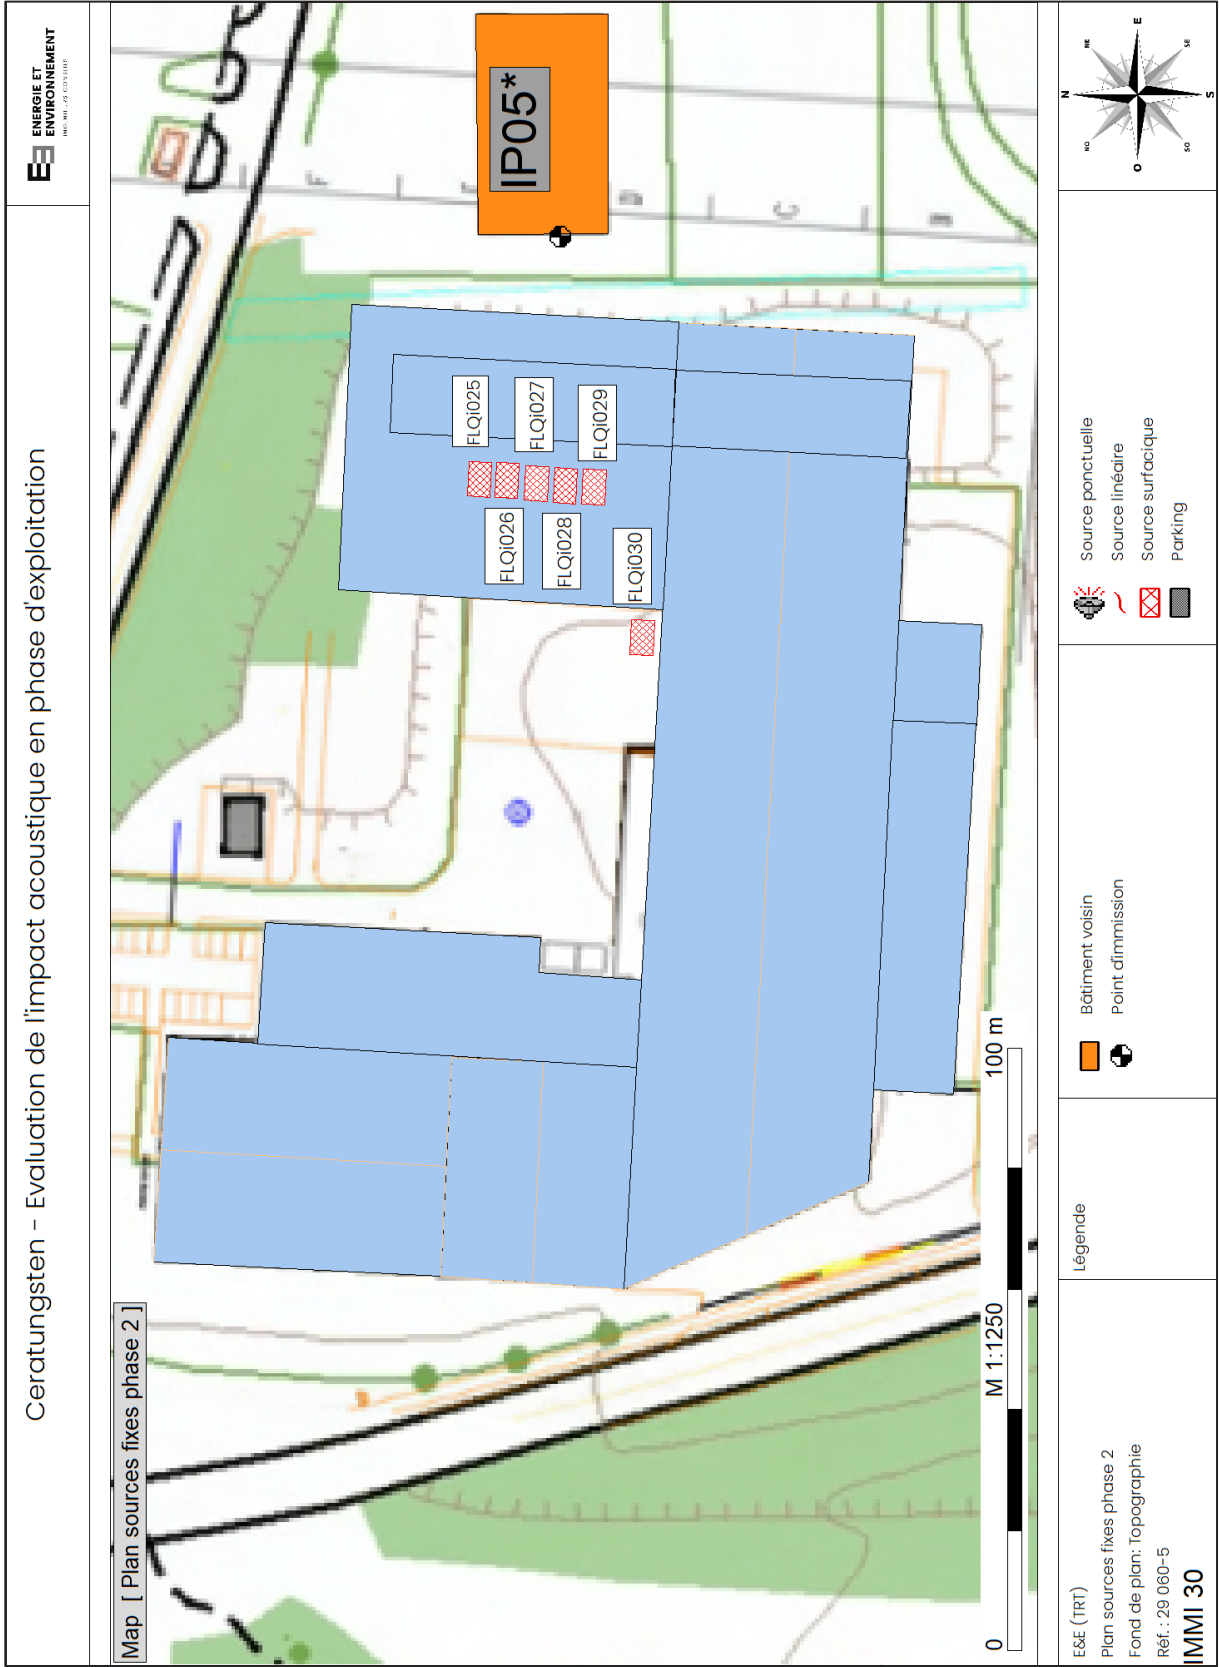 Ceratungsten - Evaluation de l'impact acoustique en phase d'exploitation
ENERGIE ET
ENVIRONNEMENT
Map [ Plan sources fixes phase 2 ]
IP05*
F
D
C
B
FLQi025
FLQi027
FLQi029
FLQi026
FLQi028
FLQi030
0
M 1:1250
100 m
E&E (TRT)
Plan sources fixes phase 2
Fond de plan: Topographie
Réf. : 29 060-5
IMMI 30
Légende
Bâtiment voisin
Point d'immission
Source ponctuelle
Source linéaire
Source surfacique
Parking
N
NE
E
SE
S
SO
O
NO